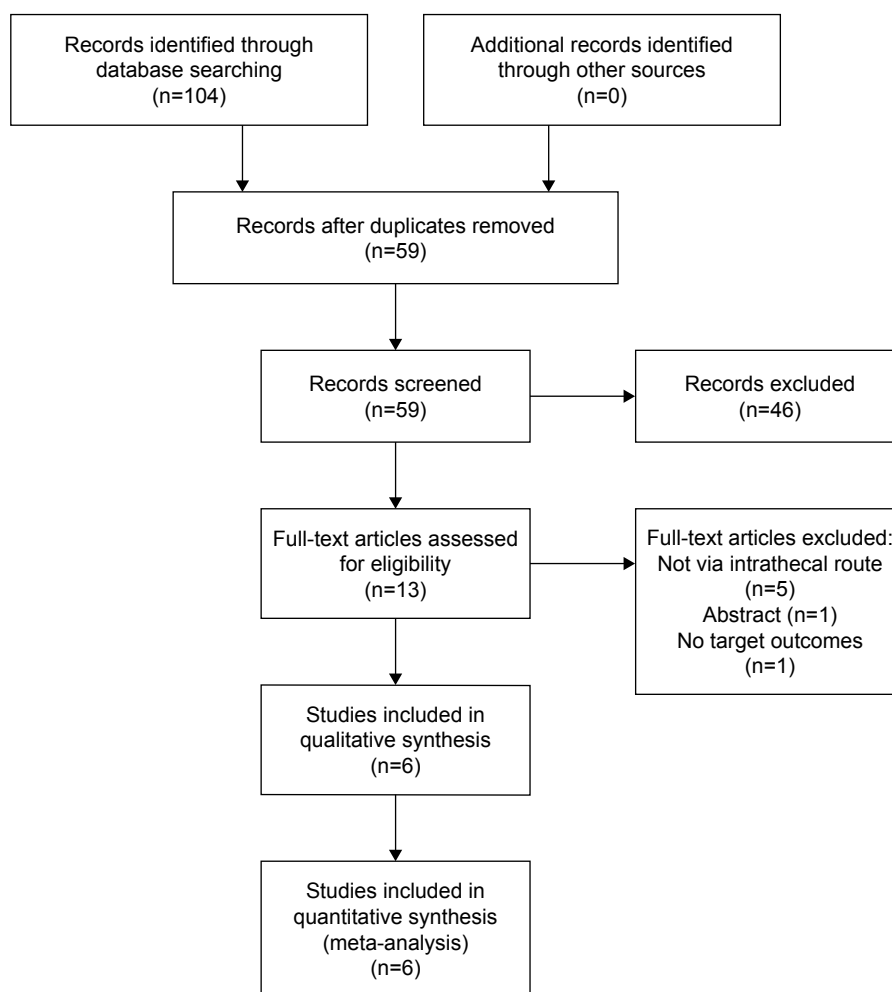 Records identified through
database searching
(n=104)
Additional records identified
through other sources
(n=0)
Records after duplicates removed
(n=59)
Records screened
(n=59)
Records excluded
(n=46)
Full-text articles assessed
for eligibility
(n=13)
Full-text articles excluded:
Not via intrathecal route
(n=5)
Abstract (n=1)
No target outcomes
(n=1)
Studies included in
qualitative synthesis
(n=6)
Studies included in
quantitative synthesis
(meta-analysis)
(n=6)